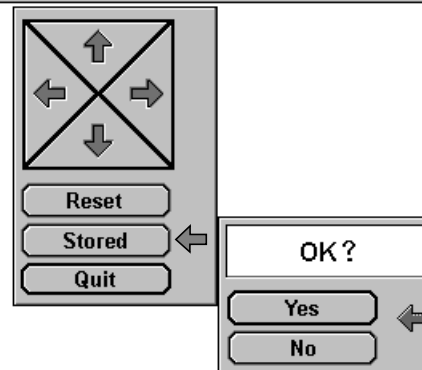 Reset
Stored
Quit
OK?
Yes
No